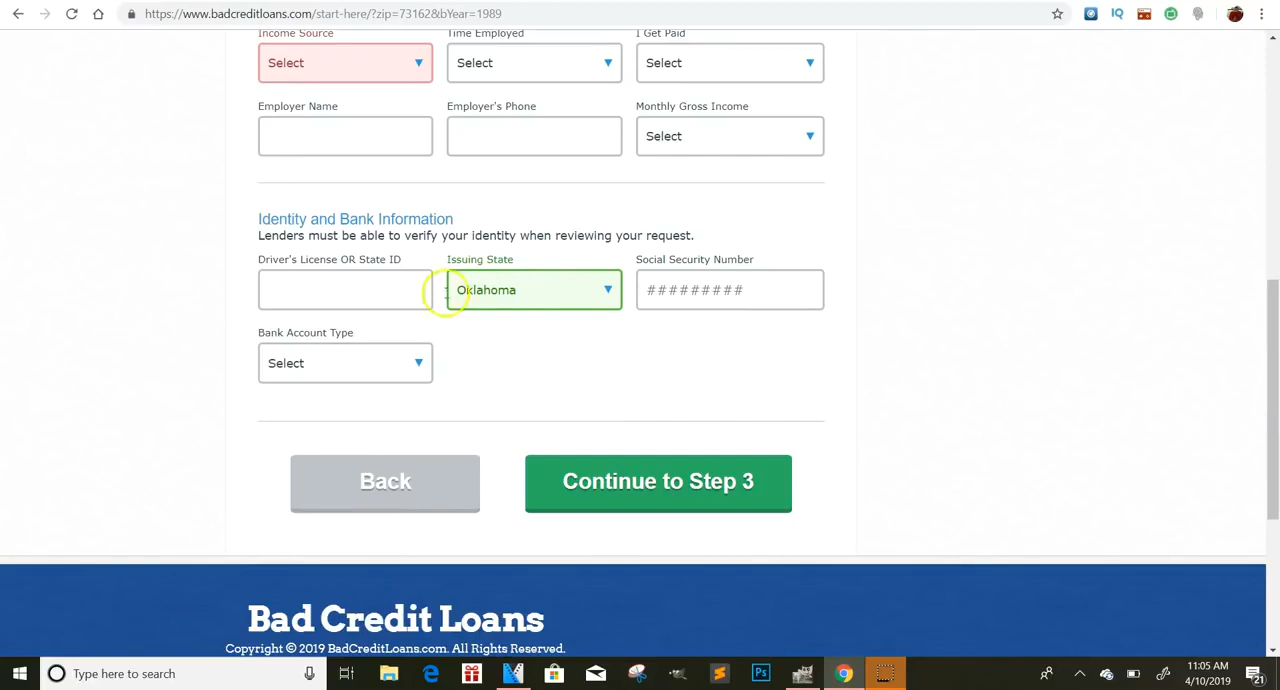 https://www.badcreditloans.com/start-here/?zip=73162&bYear=1989
Income Source Time Employed I Get Paid
Select Select Select
Employer Name Employer's Phone Monthly Gross Income
Select
Identity and Bank Information
Lenders must be able to verify your identity when reviewing your request.
Driver's License OR State ID Issuing State Social Security Number
Oklahoma #########
Bank Account Type
Select
Back Continue to Step 3
Bad Credit Loans
Copyright © 2019 BadCreditLoans.com. All Rights Reserved.
Type here to search
11:05 AM
4/10/2019
21